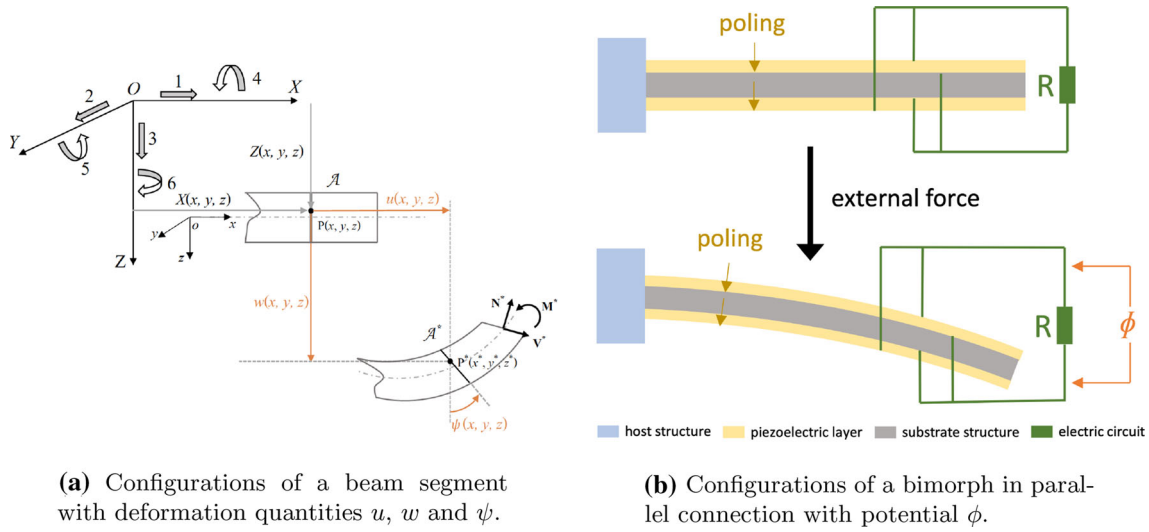 O
1
4
X
2
3
Y
5
6
Z(x, y, z)
X(x, y, z)
𝒜
u(x, y, z)
o
x
P(x, y, z)
y
z
Z
w(x, y, z)
N*
M*
V*
𝒜*
P*(x*, y*, z*)
ψ(x, y, z)
(a) Configurations of a beam segment
with deformation quantities u, w and ψ.
poling
R
external force
poling
R
ϕ
host structure
piezoelectric layer
substrate structure
electric circuit
(b) Configurations of a bimorph in paral-
lel connection with potential ϕ.